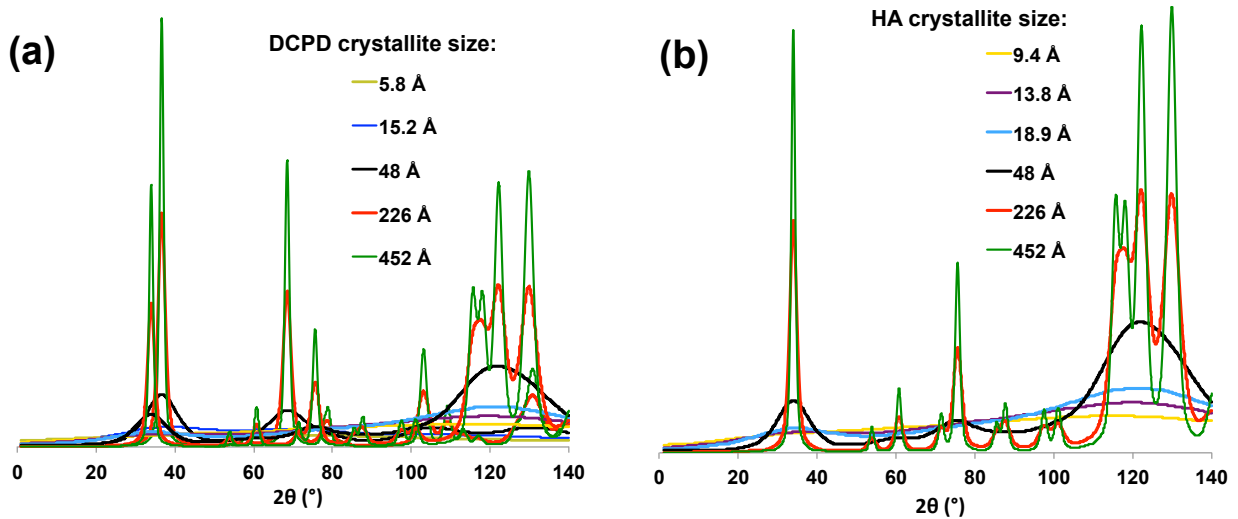 (a)
DCPD crystallite size:
5.8 Å
15.2 Å
48 Å
226 Å
452 Å
0 20 40 60 80 100 120 140
2θ (°)
(b)
HA crystallite size:
9.4 Å
13.8 Å
18.9 Å
48 Å
226 Å
452 Å
0 20 40 60 80 100 120 140
2θ (°)